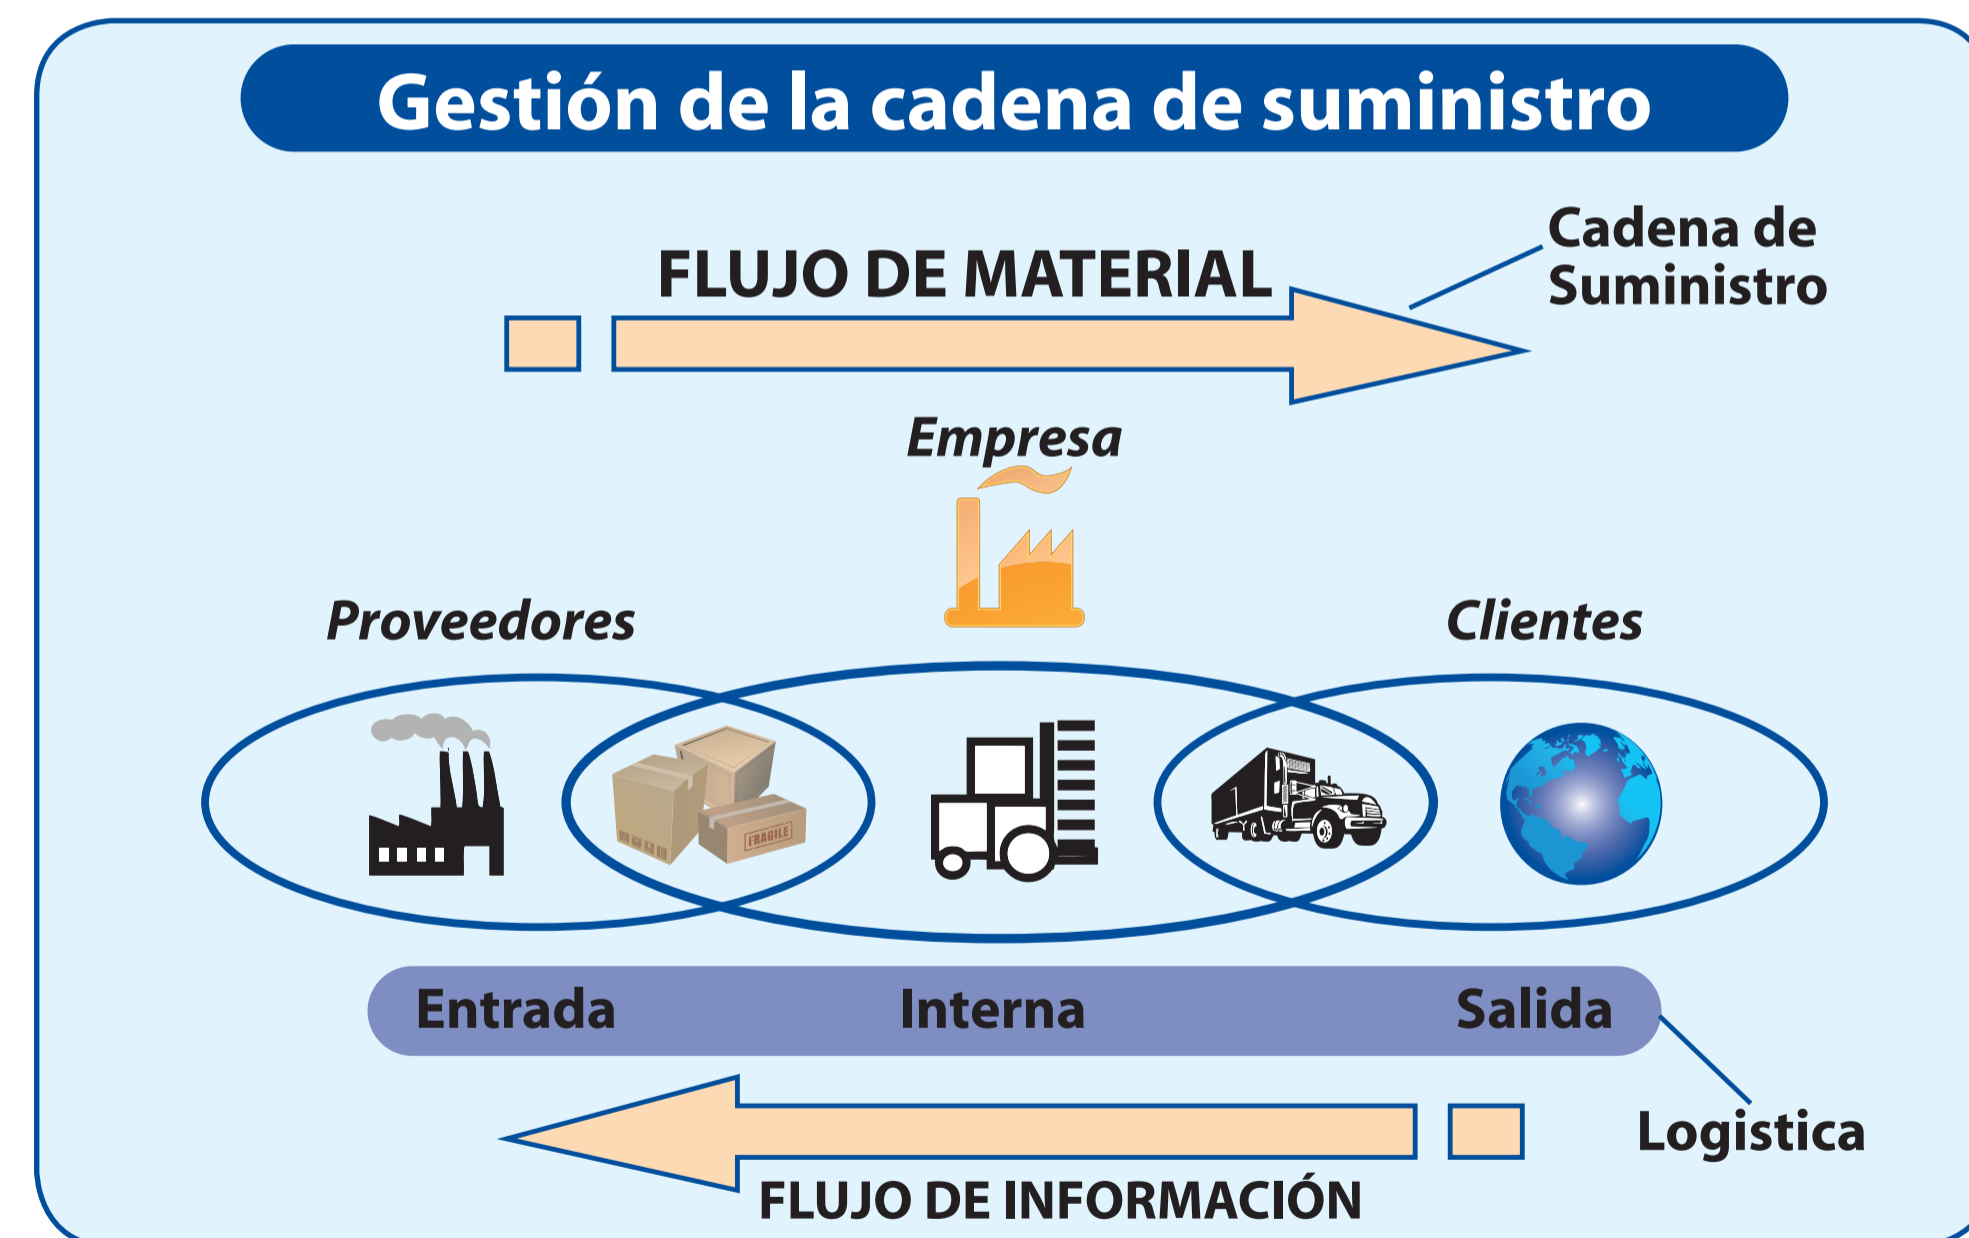 Gestión de la cadena de suministro
Cadena de
Suministro
FLUJO DE MATERIAL
Empresa
Proveedores
Clientes
FRAGILE
Entrada
Interna
Salida
Logistica
FLUJO DE INFORMACIÓN